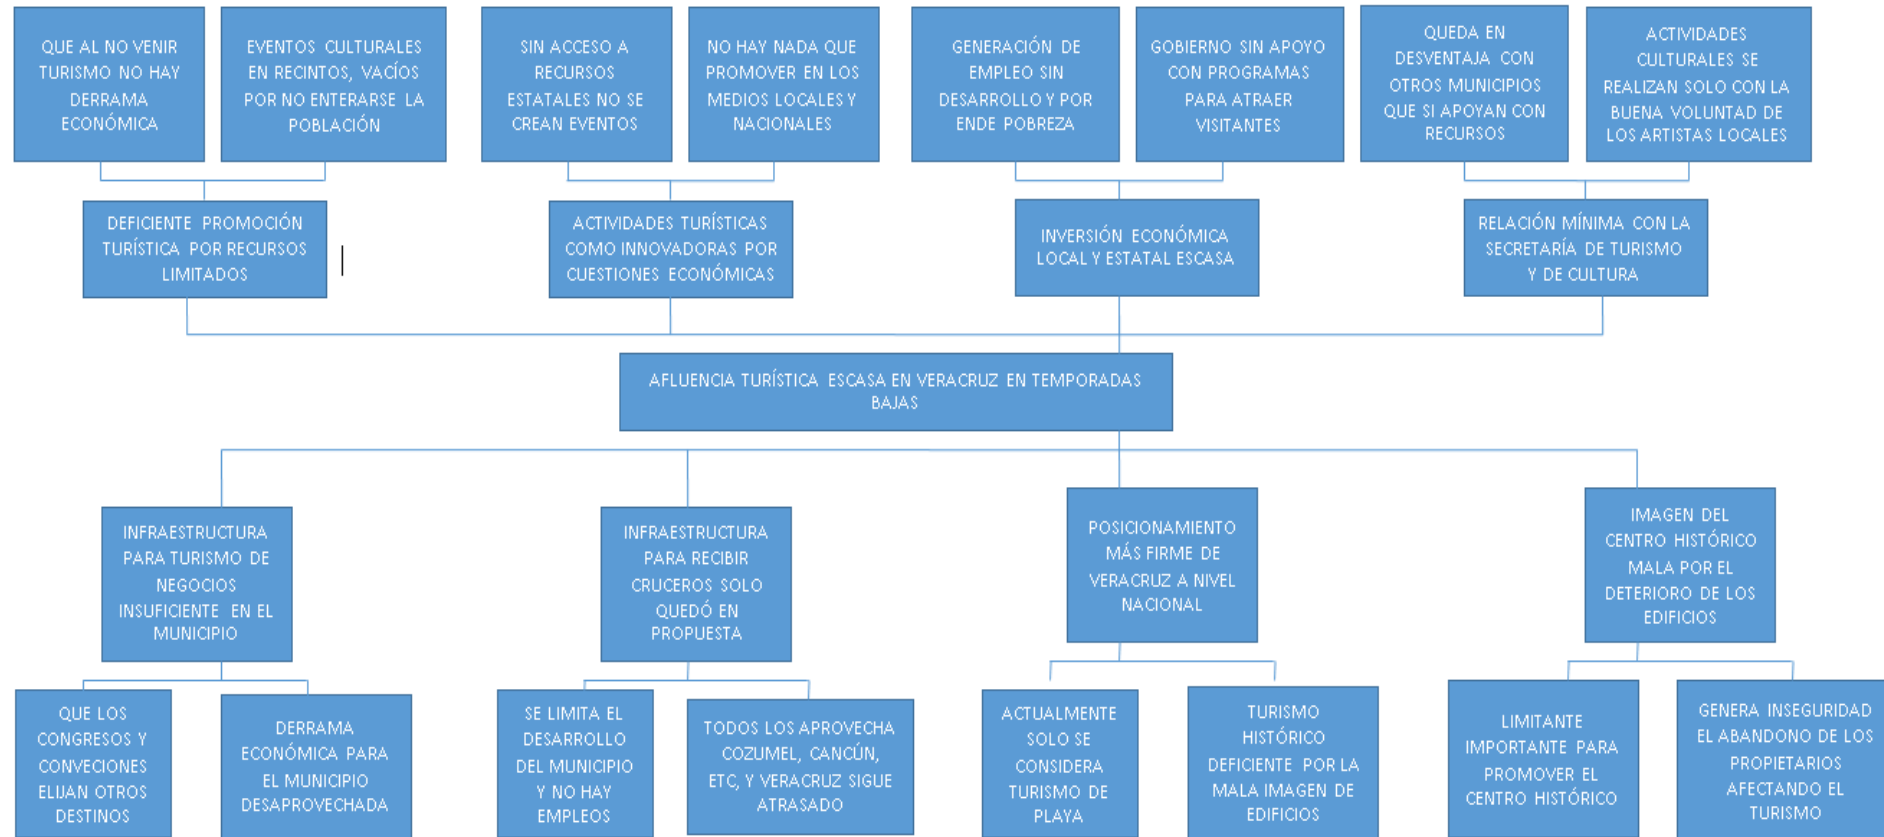 QUE AL NO VENIR
TURISMO NO HAY
DERRAMA
ECONÓMICA
EVENTOS CULTURALES
EN RECINTOS, VACÍOS
POR NO ENTERARSE LA
POBLACIÓN
SIN ACCESO A
RECURSOS
ESTATALES NO SE
CREAN EVENTOS
NO HAY NADA QUE
PROMOVER EN LOS
MEDIOS LOCALES Y
NACIONALES
GENERACIÓN DE
EMPLEO SIN
DESARROLLO Y POR
ENDE POBREZA
GOBIERNO SIN APOYO
CON PROGRAMAS
PARA ATRAER
VISITANTES
QUEDA EN
DESVENTAJA CON
OTROS MUNICIPIOS
QUE SI APOYAN CON
RECURSOS
ACTIVIDADES
CULTURALES SE
REALIZAN SOLO CON LA
BUENA VOLUNTAD DE
LOS ARTISTAS LOCALES
DEFICIENTE PROMOCIÓN
TURÍSTICA POR RECURSOS
LIMITADOS
ACTIVIDADES TURÍSTICAS
COMO INNOVADORAS POR
CUESTIONES ECONÓMICAS
INVERSIÓN ECONÓMICA
LOCAL Y ESTATAL ESCASA
RELACIÓN MÍNIMA CON LA
SECRETARÍA DE TURISMO
Y DE CULTURA
AFLUENCIA TURÍSTICA ESCASA EN VERACRUZ EN TEMPORADAS
BAJAS
INFRAESTRUCTURA
PARA TURISMO DE
NEGOCIOS
INSUFICIENTE EN EL
MUNICIPIO
INFRAESTRUCTURA
PARA RECIBIR
CRUCEROS SOLO
QUEDÓ EN
PROPUESTA
POSICIONAMIENTO
MÁS FIRME DE
VERACRUZ A NIVEL
NACIONAL
IMAGEN DEL
CENTRO HISTÓRICO
MALA POR EL
DETERIORO DE LOS
EDIFICIOS
QUE LOS
CONGRESOS Y
CONVECIONES
ELIJAN OTROS
DESTINOS
DERRAMA
ECONÓMICA PARA
EL MUNICIPIO
DESAPROVECHADA
SE LIMITA EL
DESARROLLO
DEL MUNICIPIO
Y NO HAY
EMPLEOS
TODOS LOS APROVECHA
COZUMEL, CANCÚN,
ETC, Y VERACRUZ SIGUE
ATRASADO
ACTUALMENTE
SOLO SE
CONSIDERA
TURISMO DE
PLAYA
TURISMO
HISTÓRICO
DEFICIENTE POR LA
MALA IMAGEN DE
EDIFICIOS
LIMITANTE
IMPORTANTE PARA
PROMOVER EL
CENTRO HISTÓRICO
GENERA INSEGURIDAD
EL ABANDONO DE LOS
PROPIETARIOS
AFECTANDO EL
TURISMO